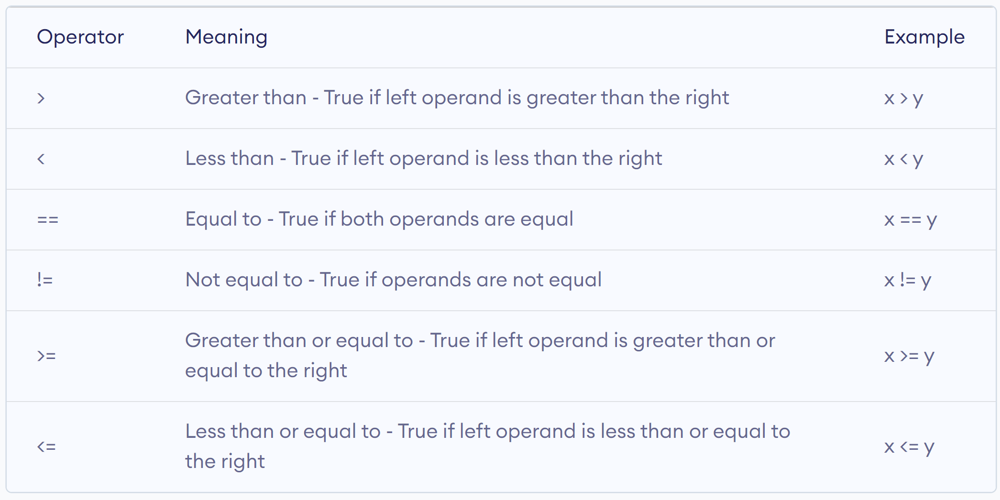 Operator Meaning Example
> Greater than - True if left operand is greater than the right x > y
< Less than - True if left operand is less than the right x < y
== Equal to - True if both operands are equal x == y
!= Not equal to - True if operands are not equal x != y
>= Greater than or equal to - True if left operand is greater than or
equal to the right x >= y
<= Less than or equal to - True if left operand is less than or equal to
the right x <= y